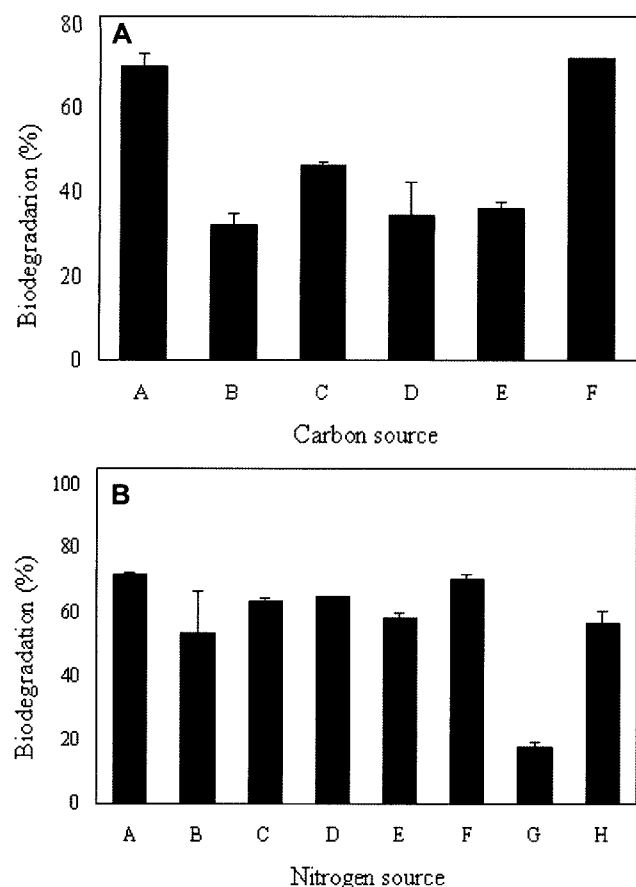 A
80
60
40
20
0
Biodegradarion (%)
A B C D E F
Carbon source
B
100
80
60
40
20
0
Biodegradation (%)
A B C D E F G H
Nitrogen source